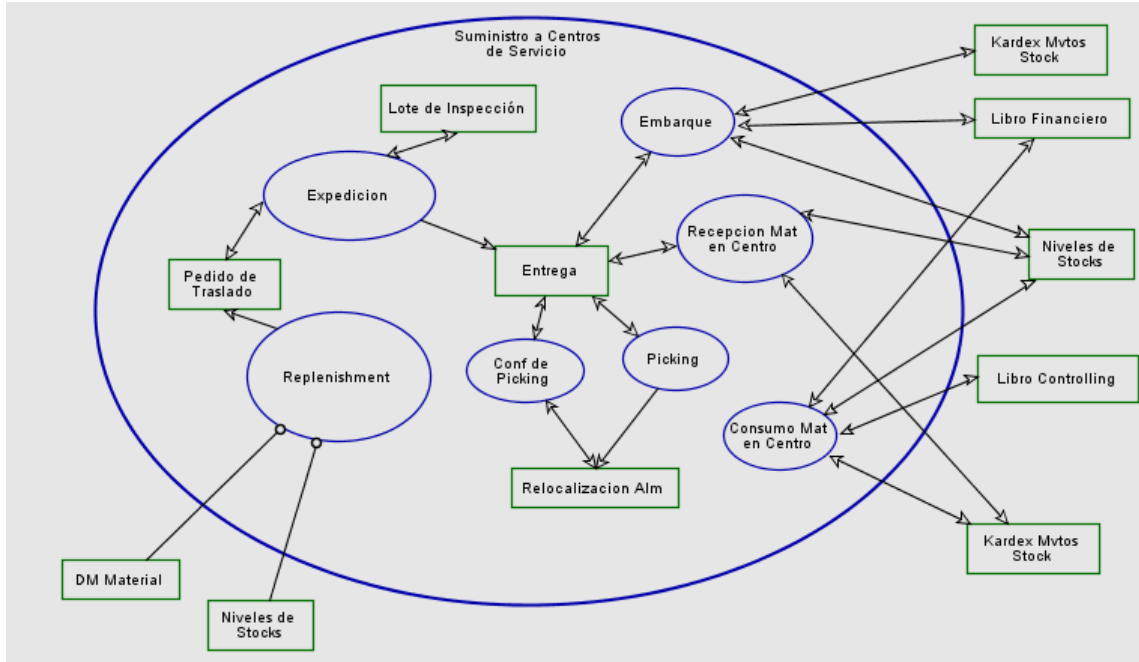 Suministro a Centros
de Servicio
Kardex Mvtos
Stock
Lote de Inspección
Embarque
Libro Financiero
Expedicion
Recepcion Mat
en Centro
Niveles de
Stocks
Entrega
Pedido de
Traslado
Conf de
Picking
Picking
Replenishment
Libro Controlling
Consumo Mat
en Centro
Relocalizacion Alm
Kardex Mvtos
Stock
DM Material
Niveles de
Stocks